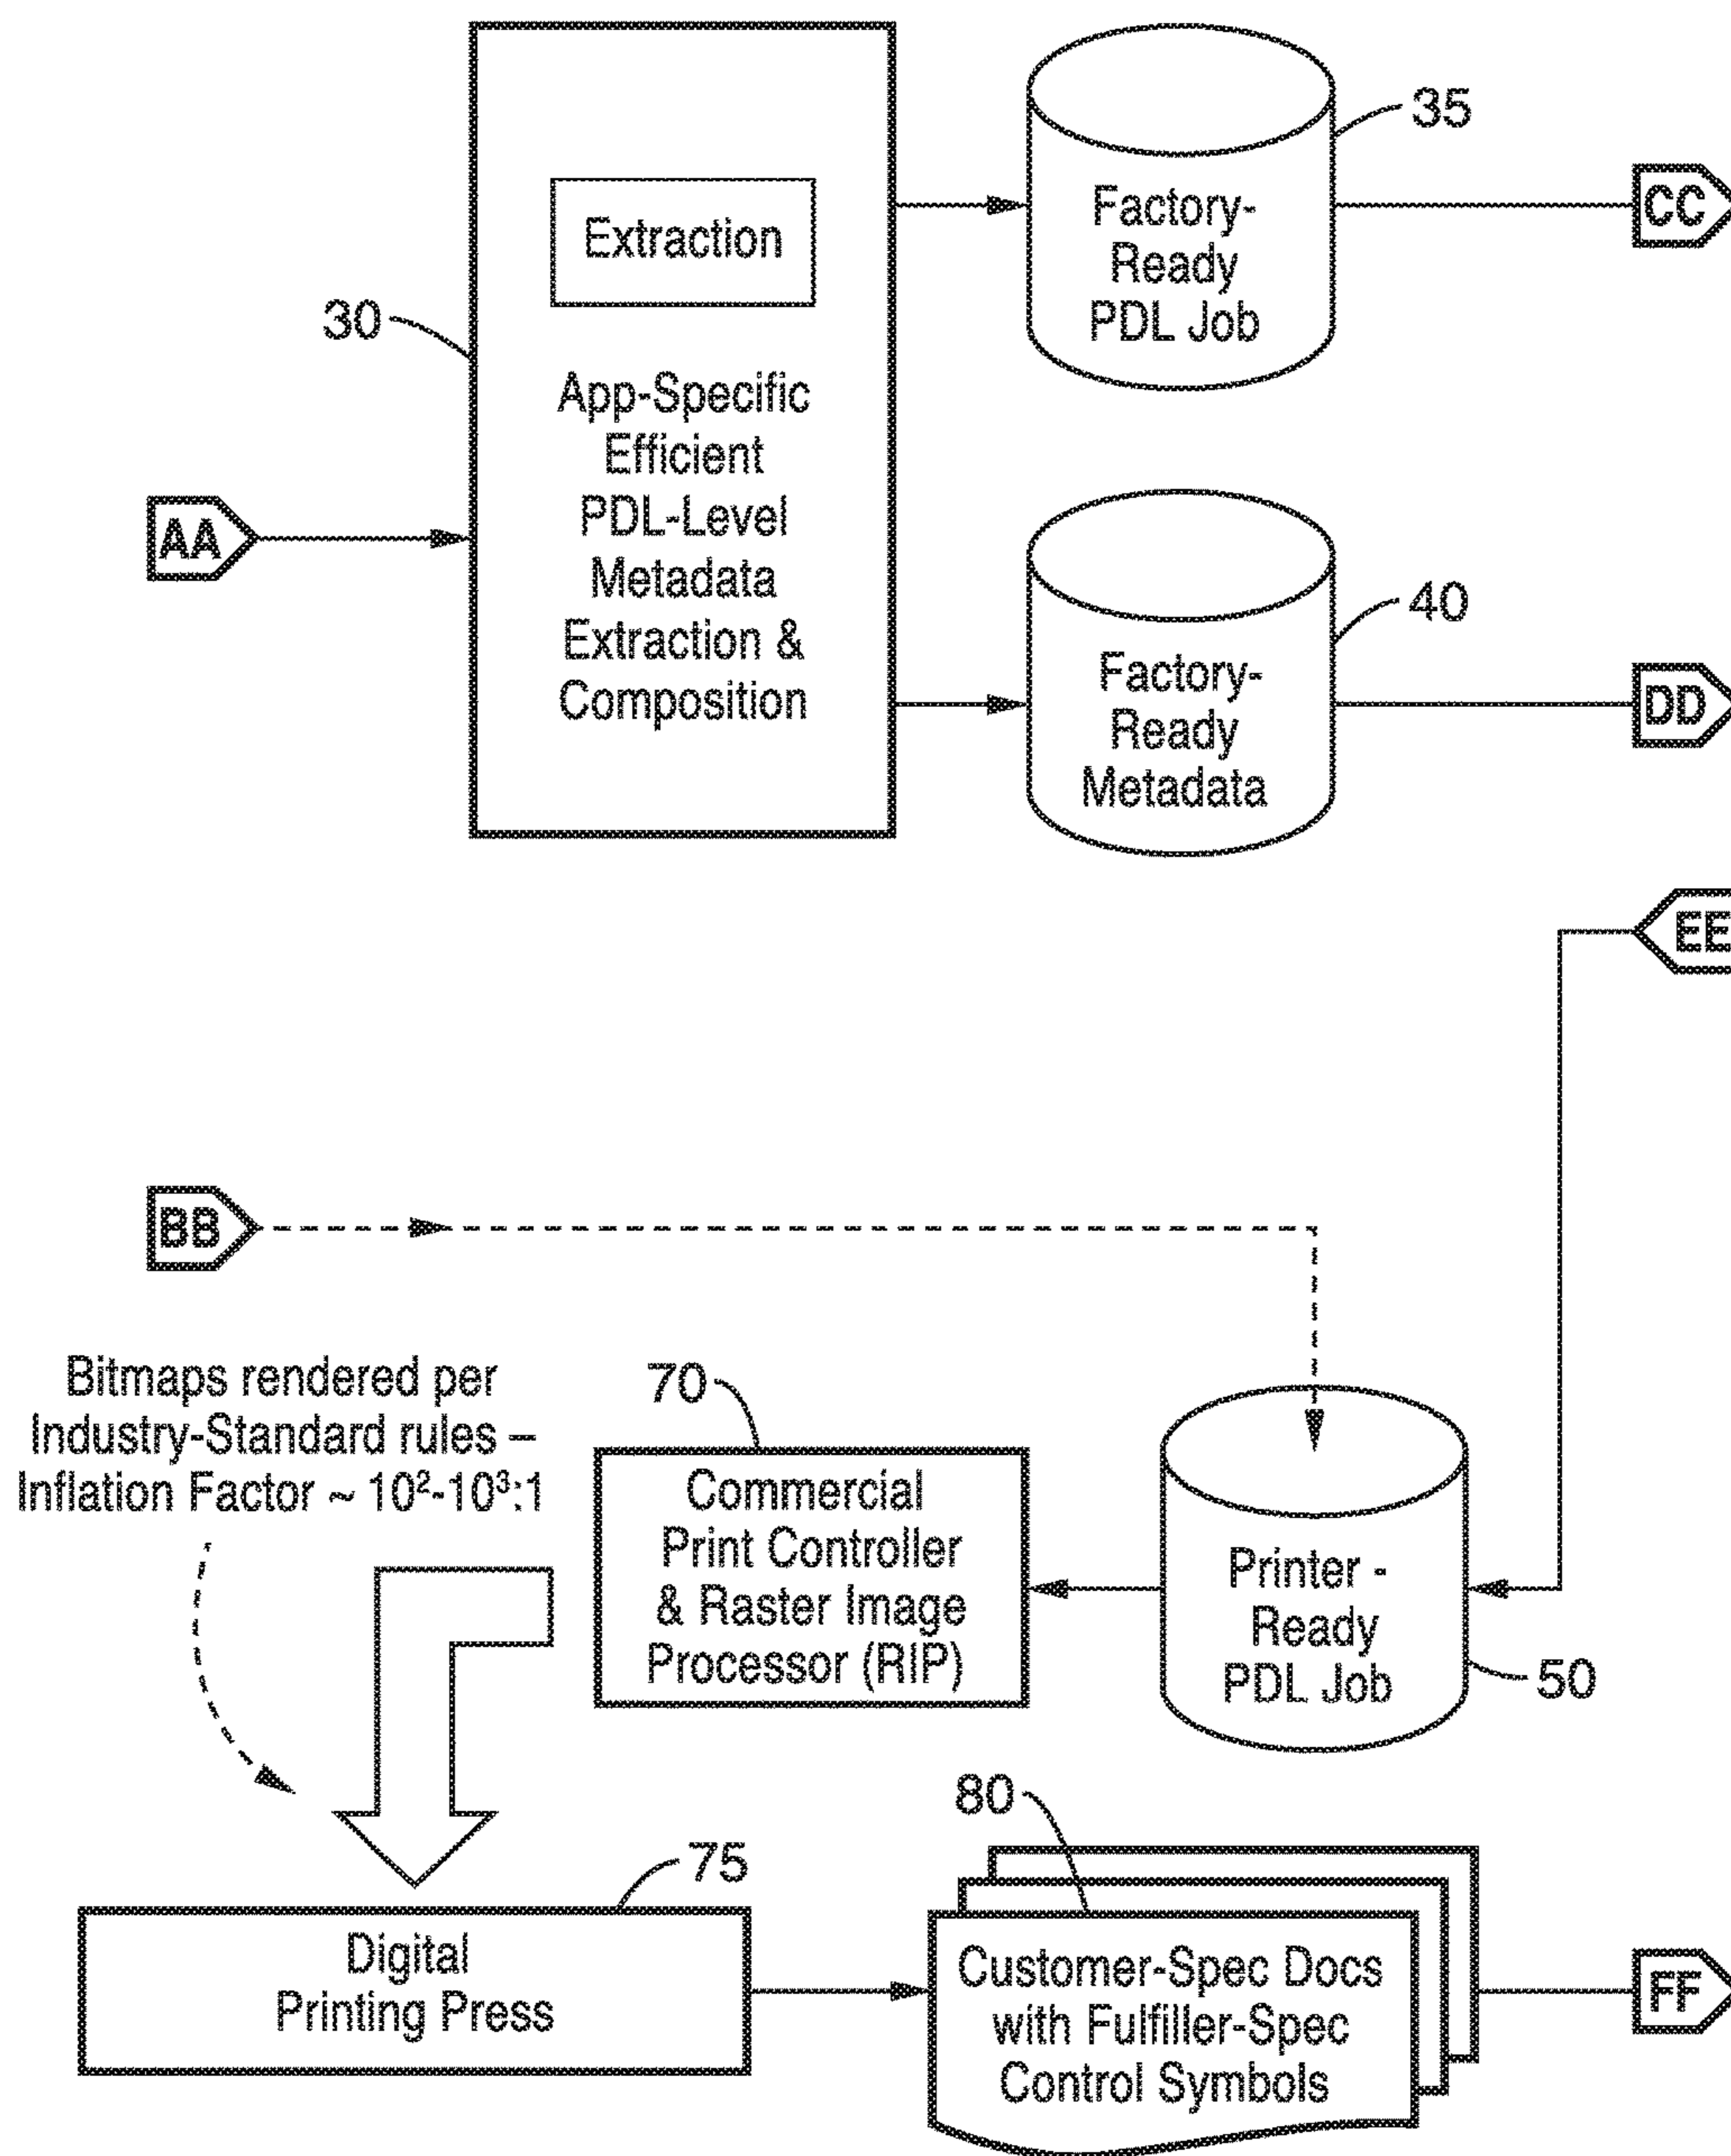 35
Factory-
Ready
PDL Job
CC
Extraction
30
App-Specific
Efficient
PDL-Level
Metadata
Extraction &
Composition
AA
40
Factory-
Ready
Metadata
DD
EE
BB
Bitmaps rendered per
Industry-Standard rules –
Inflation Factor ~ 10²-10³:1
70
Commercial
Print Controller
& Raster Image
Processor (RIP)
Printer -
Ready
PDL Job
50
75
Digital
Printing Press
80
Customer-Spec Docs
with Fulfiller-Spec
Control Symbols
FF